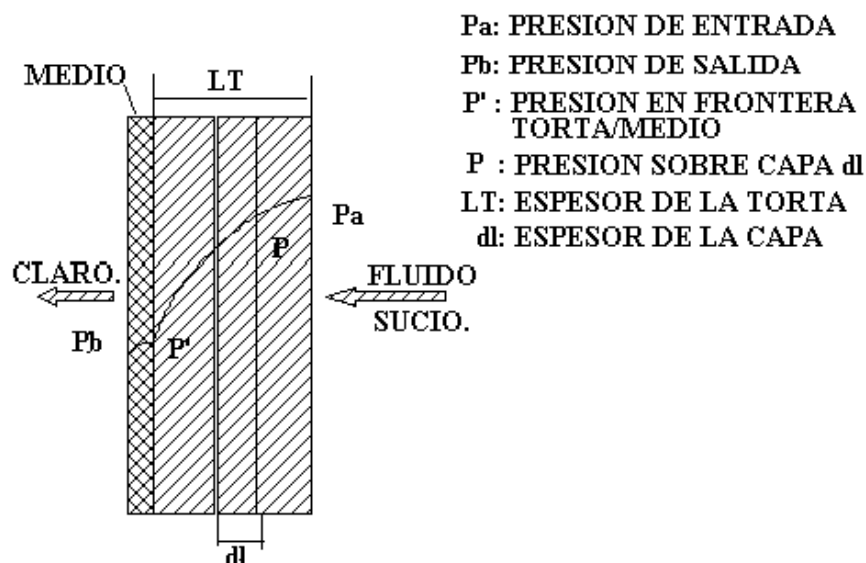 Pa: PRESION DE ENTRADA
Pb: PRESION DE SALIDA
P' : PRESION EN FRONTERA
TORTA/MEDIO
P : PRESION SOBRE CAPA dl
LT: ESPESOR DE LA TORTA
dl: ESPESOR DE LA CAPA
MEDIO
LT
Pa
P
CLARO.
FLUIDO
SUCIO.
Pb
P'
dl